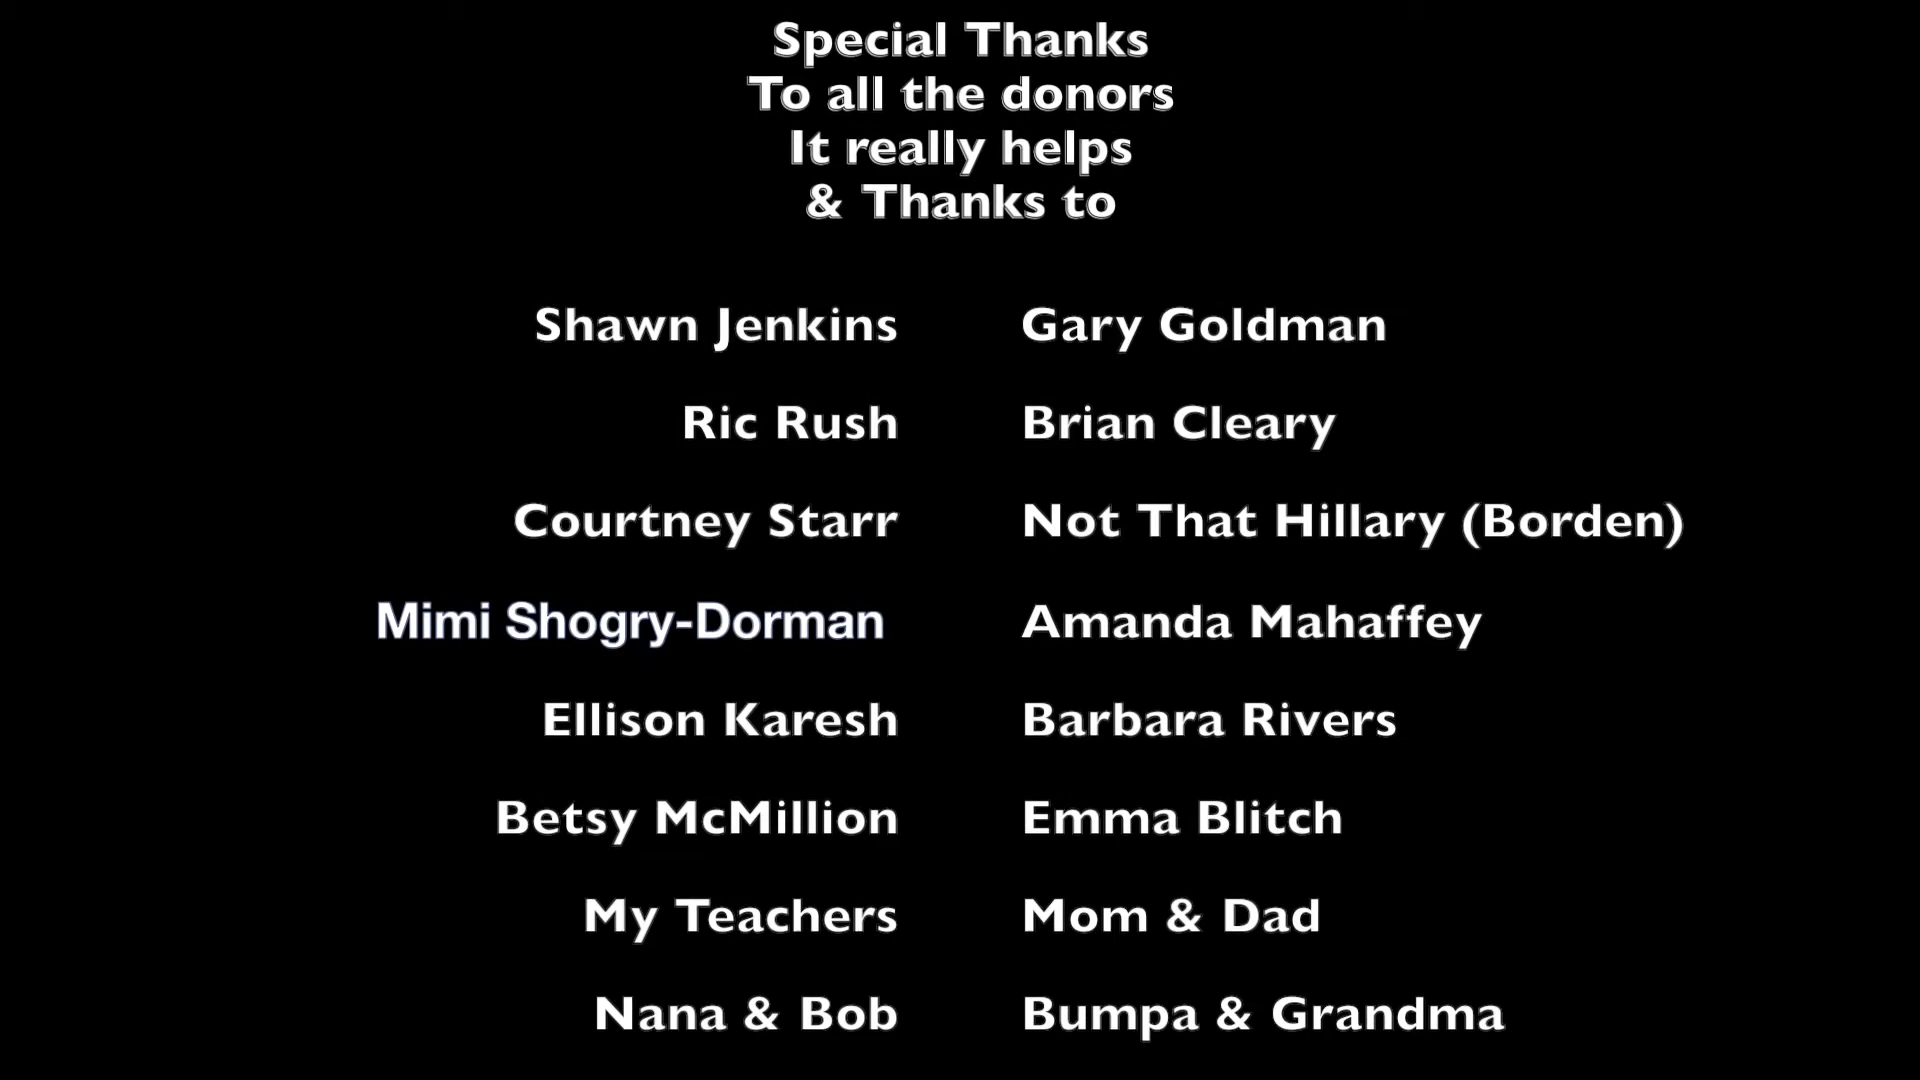 Special Thanks
To all the donors
It really helps
& Thanks to
Shawn Jenkins Gary Goldman
Ric Rush Brian Cleary
Courtney Starr Not That Hillary (Borden)
Mimi Shogry-Dorman Amanda Mahaffey
Ellison Karesh Barbara Rivers
Betsy McMillion Emma Blitch
My Teachers Mom & Dad
Nana & Bob Bumpa & Grandma